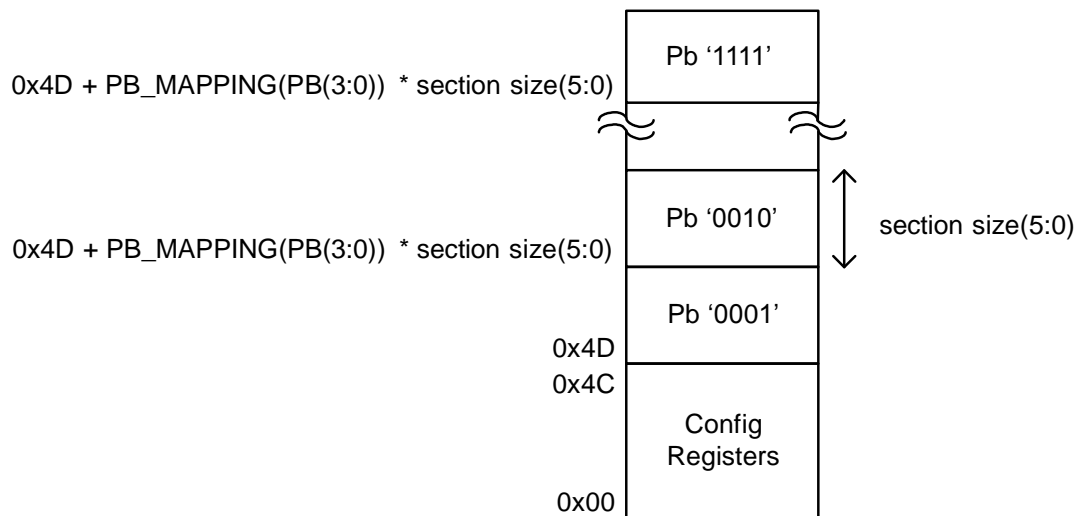 Pb ‘1111’
0x4D + PB_MAPPING(PB(3:0)) * section size(5:0)
Pb ‘0010’
section size(5:0)
0x4D + PB_MAPPING(PB(3:0)) * section size(5:0)
Pb ‘0001’
0x4D
0x4C
Config
Registers
0x00